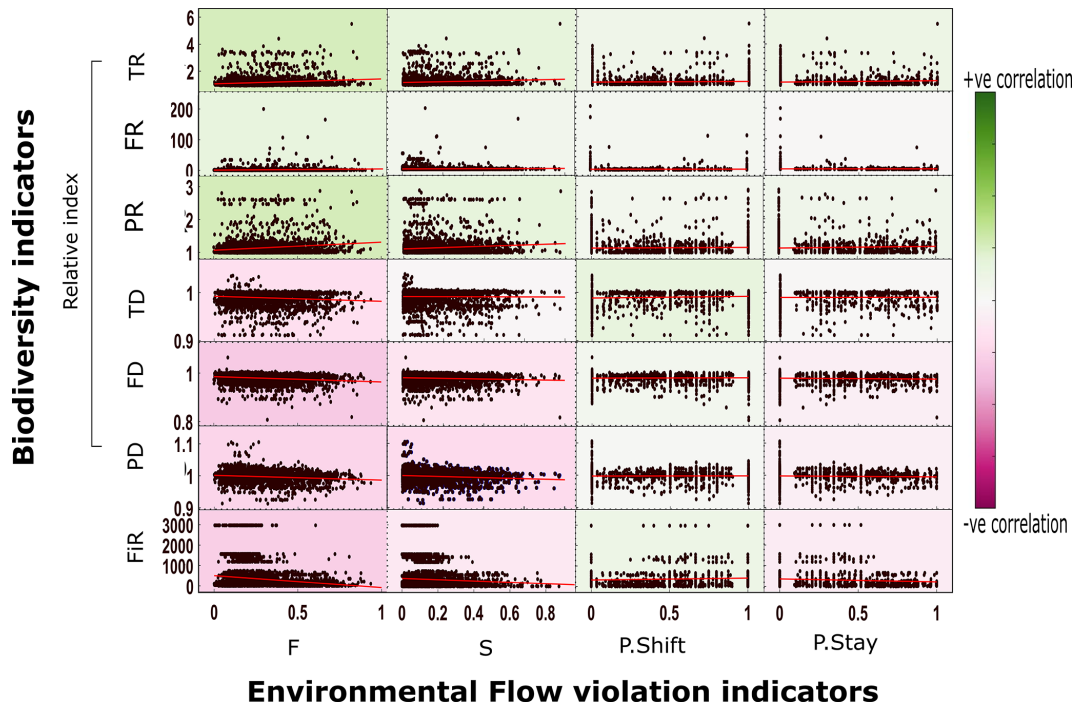 Biodiversity indicators
Relative index
TR
6
4
2
FR
200
100
0
PR
3
2
1
TD
1
0.9
FD
1
0.8
PD
1.1
1
0.9
FiR
3000
2000
1000
0
0 0.5 1
0 0.2 0.4 0.6 0.8
0 0.5 1
0 0.5 1
F S P.Shift P.Stay
Environmental Flow violation indicators
+ve correlation
-ve correlation